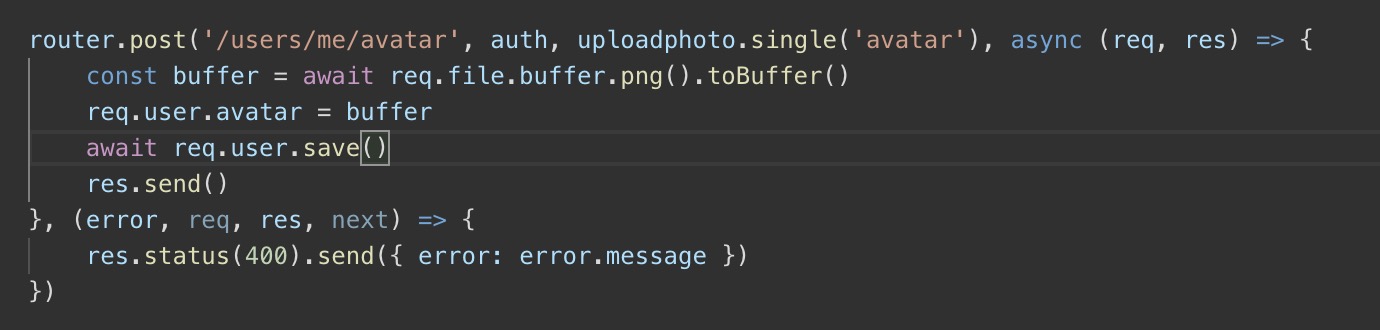 router.post('/users/me/avatar', auth, uploadphoto.single('avatar'), async (req, res) => {
    const buffer = await req.file.buffer.png().toBuffer()
    req.user.avatar = buffer
    await req.user.save()
    res.send()
}, (error, req, res, next) => {
    res.status(400).send({ error: error.message })
})